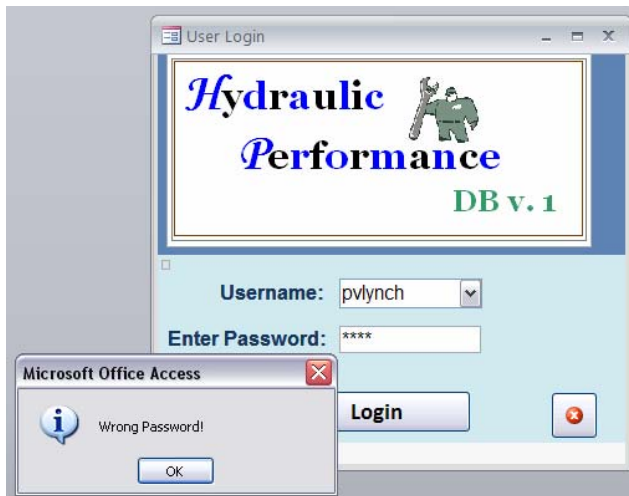 User Login
Hydraulic
Performance
DB v. 1
Username: pvlynch
Enter Password: ****
Microsoft Office Access
Wrong Password!
OK
Login